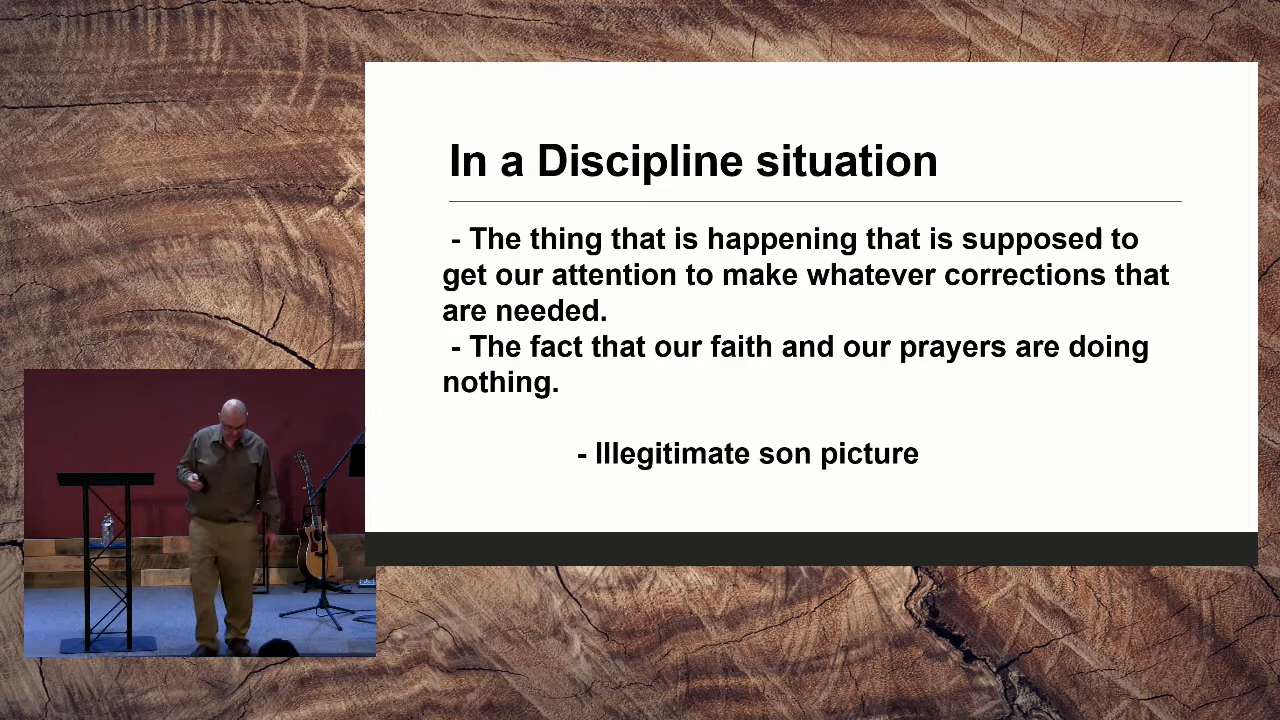 In a Discipline situation
- The thing that is happening that is supposed to
get our attention to make whatever corrections that
are needed.
- The fact that our faith and our prayers are doing
nothing.
- Illegitimate son picture